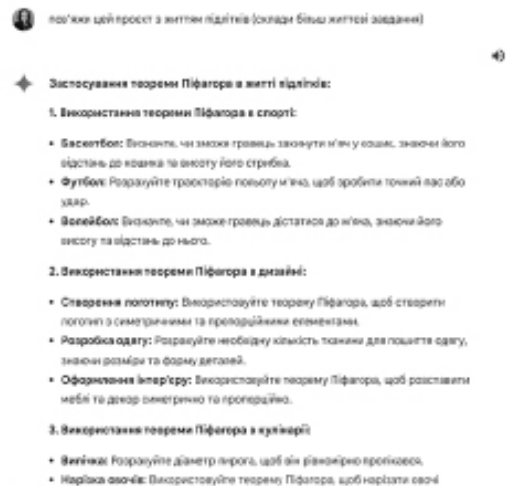 пов'яжи цей проєкт з життям підлітків (склади більш життєві завдання)
Застосування теореми Піфагора в житті підлітків:
1. Використання теореми Піфагора в спорті:
• Баскетбол: Визначте, чи зможе гравець закинути м'яч у кошик, знаючи його
відстань до кошика та висоту його стрибка.
• Футбол: Розрахуйте траєкторію польоту м'яча, щоб зробити точний пас або
удар.
• Волейбол: Визначте, чи зможе гравець дістатися до м'яча, знаючи його
висоту та відстань до нього.
2. Використання теореми Піфагора в дизайні:
• Створення логотипу: Використовуйте теорему Піфагора, щоб створити
логотип з симетричними та пропорційними елементами.
• Розробка одягу: Розрахуйте необхідну кількість тканини для пошиття одягу,
знаючи розміри та форму деталей.
• Оформлення інтер'єру: Використовуйте теорему Піфагора, щоб розставити
меблі та декор симетрично та пропорційно.
3. Використання теореми Піфагора в кулінарії:
• Випічка: Розрахуйте діаметр пирога, щоб він рівномірно пропікався.
• Нарізка овочів: Використовуйте теорему Піфагора, щоб нарізати овочі